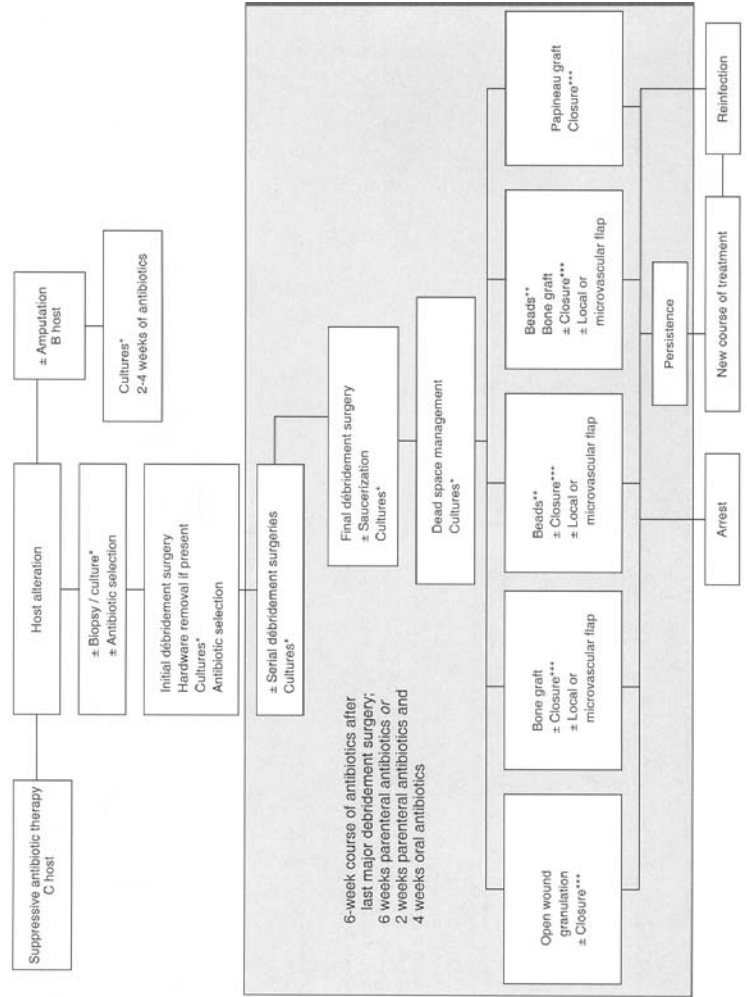 Suppressive antibiotic therapy
C host
Host alteration
± Amputation
B host
± Biopsy / culture*
± Antibiotic selection
Cultures*
2-4 weeks of antibiotics
Initial débridement surgery
Hardware removal if present
Cultures*
Antibiotic selection
± Serial débridement surgeries
Cultures*
6-week course of antibiotics after
last major debridement surgery;
6 weeks parenteral antibiotics or
2 weeks parenteral antibiotics and
4 weeks oral antibiotics
Final débridement surgery
± Saucerization
Cultures*
Dead space management
Cultures*
Open wound
granulation
± Closure***
Bone graft
± Closure***
± Local or
microvascular flap
Beads**
± Closure***
± Local or
microvascular flap
Beads**
Bone graft
± Closure***
± Local or
microvascular flap
Papineau graft
Closure***
Persistence
Arrest
New course of treatment
Reinfection